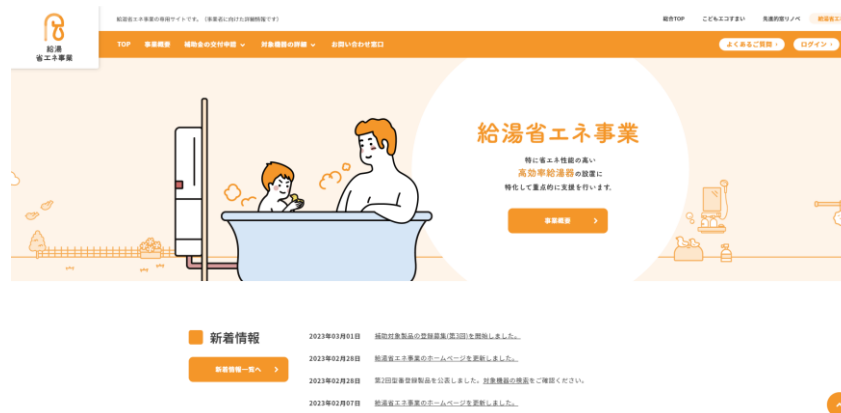 給湯省エネ事業の専用サイトです。（事業者に向けた詳細情報です）
総合TOP こどもエコすまい 先進的窓リノベ 給湯省エ
給湯
省エネ事業
TOP 事業概要 補助金の交付申請 対象機器の詳細 お問い合わせ窓口
よくあるご質問 ログイン
給湯省エネ事業
特に省エネ性能の高い
高効率給湯器の設置に
特化して重点的に支援を行います。
事業概要
新着情報
新着情報一覧へ
2023年03月01日 補助対象製品の登録募集(第3回)を開始しました。
2023年02月28日 給湯省エネ事業のホームページを更新しました。
2023年02月28日 第2回型番登録製品を公表しました。対象機器の検索をご確認ください。
2023年02月07日 給湯省エネ事業のホームページを更新しました。